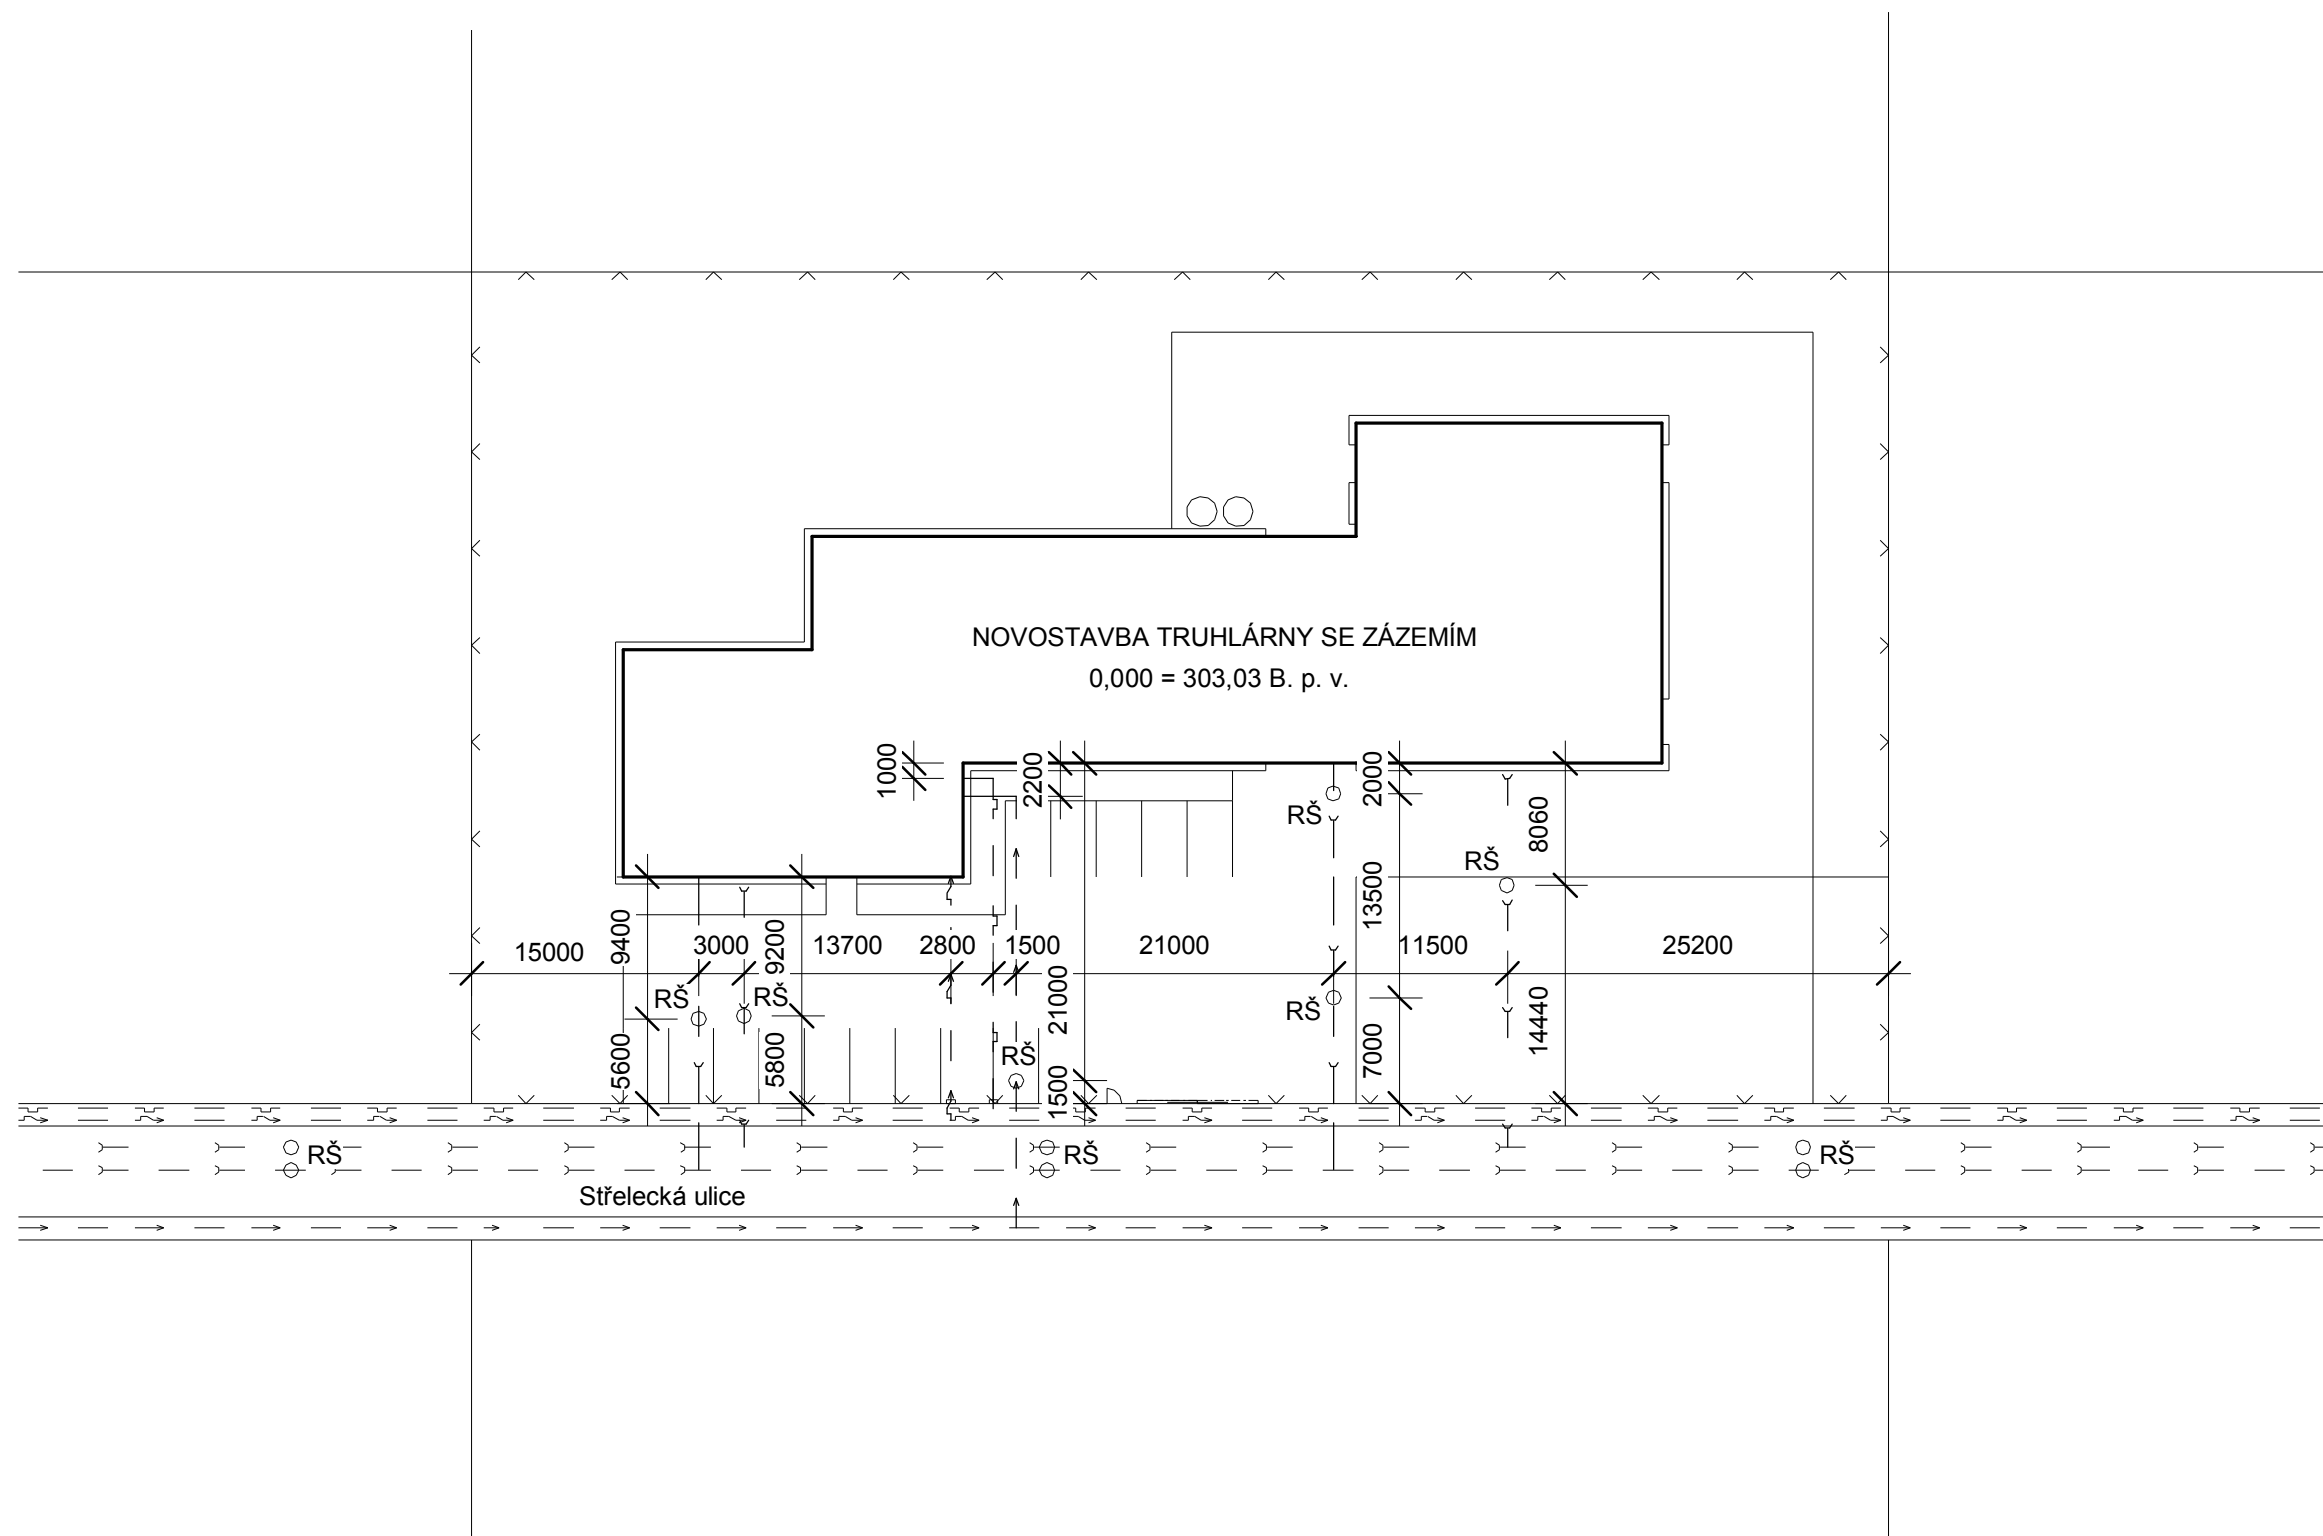 NOVOSTAVBA TRUHLÁRNY SE ZÁZEMÍM
0,000 = 303,03 B. p. v.
1000
2200
2000
RŠ
8060
RŠ
13500
9400
9200
15000
3000
13700
2800
1500
21000
11500
25200
RŠ
RŠ
RŠ
21000
14440
5600
5800
RŠ
7000
1500
RŠ
RŠ
RŠ
Střelecká ulice